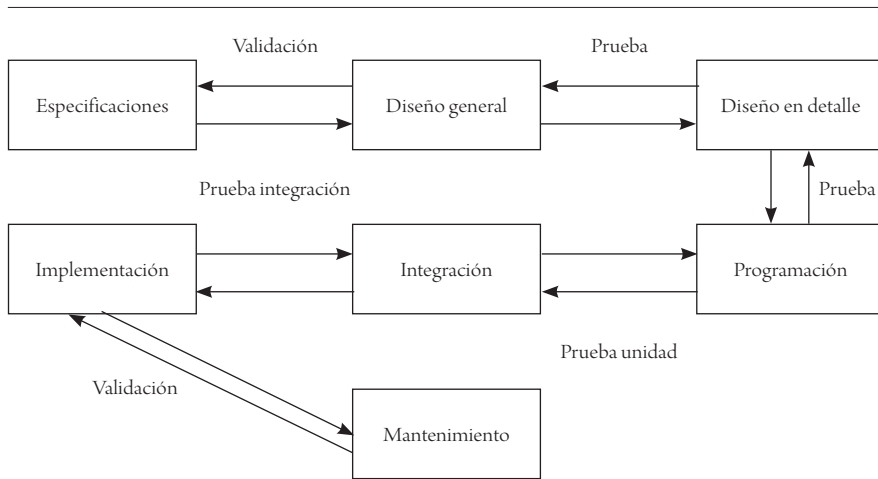 Validación
Prueba
Especificaciones
Diseño general
Diseño en detalle
Prueba integración
Prueba
Implementación
Integración
Programación
Prueba unidad
Validación
Mantenimiento